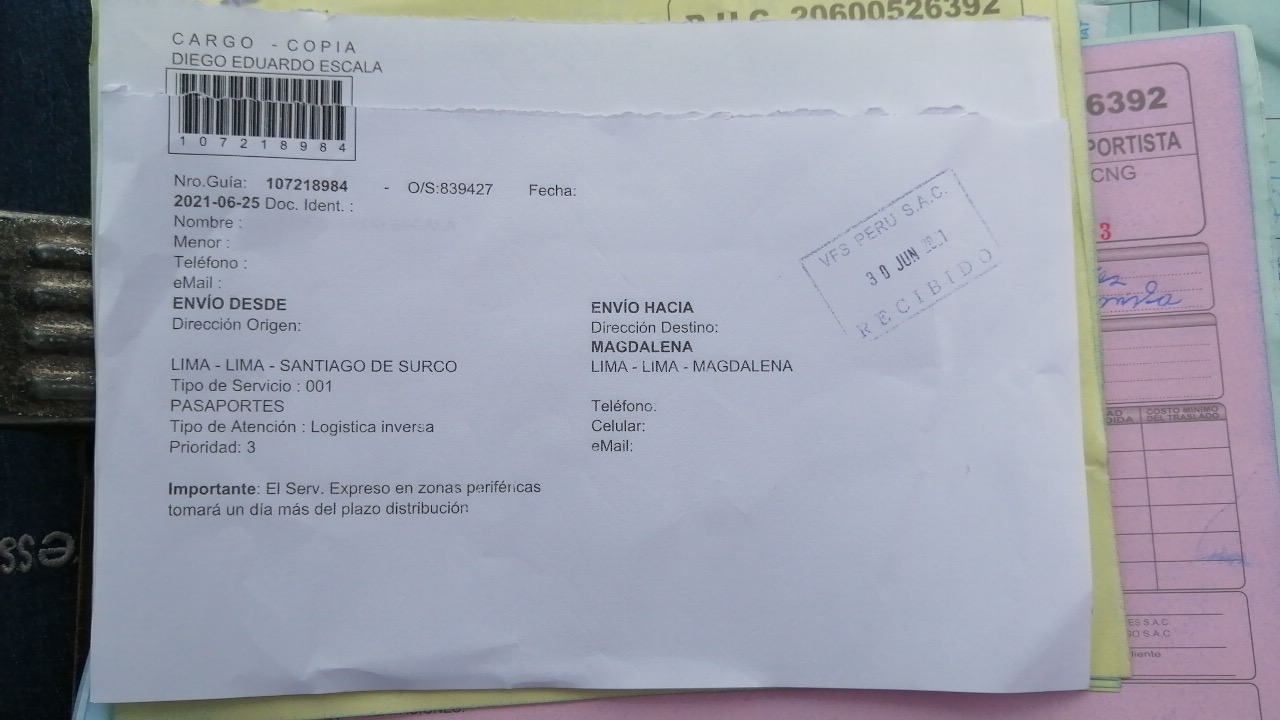 R.U.C. 20600526392
CARGO - COPIA
DIEGO EDUARDO ESCALA
107218984
Nro.Guía: 107218984 - O/S:839427 Fecha:
2021-06-25 Doc. Ident. :
Nombre :
Menor :
Teléfono :
eMail :
ENVÍO DESDE
Dirección Origen:
LIMA - LIMA - SANTIAGO DE SURCO
Tipo de Servicio : 001
PASAPORTES
Tipo de Atención : Logistica inversa
Prioridad: 3
Importante: El Serv. Expreso en zonas periféricas
tomará un día más del plazo distribución
ENVÍO HACIA
Dirección Destino:
MAGDALENA
LIMA - LIMA - MAGDALENA
Teléfono:
Celular:
eMail:
VFS PERU S.A.C.
30 JUN 2021
RECIBIDO
6392
PORTISTA
CNG
3
COSTO MINIMO
DEL TRASLADO
ES S.A.C.
GO S.A.C.
liente
ess